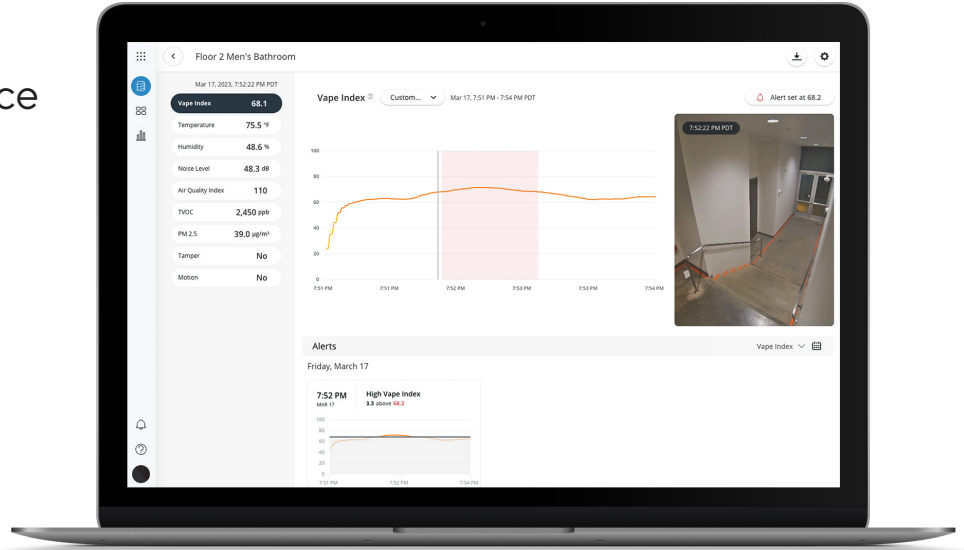 ce
Floor 2 Men's Bathroom
Mar 17, 2023, 7:52:22 PM PDT
Vape Index 68.1
Temperature 75.5 °F
Humidity 48.6 %
Noise Level 48.3 dB
Air Quality Index 110
TVOC 2,450 ppb
PM 2.5 39.0 µg/m³
Tamper No
Motion No
Vape Index Custom... Mar 17, 7:51 PM - 7:54 PM PDT
Alert set at 68.2
7:52:22 PM PDT
100
80
60
40
20
0
7:51 PM 7:51 PM 7:52 PM 7:53 PM 7:53 PM 7:54 PM
Alerts
Vape Index
Friday, March 17
7:52 PM
MAR 17
High Vape Index
3.3 above 68.2
100
80
60
40
20
0
7:51 PM 7:52 PM 7:54 PM